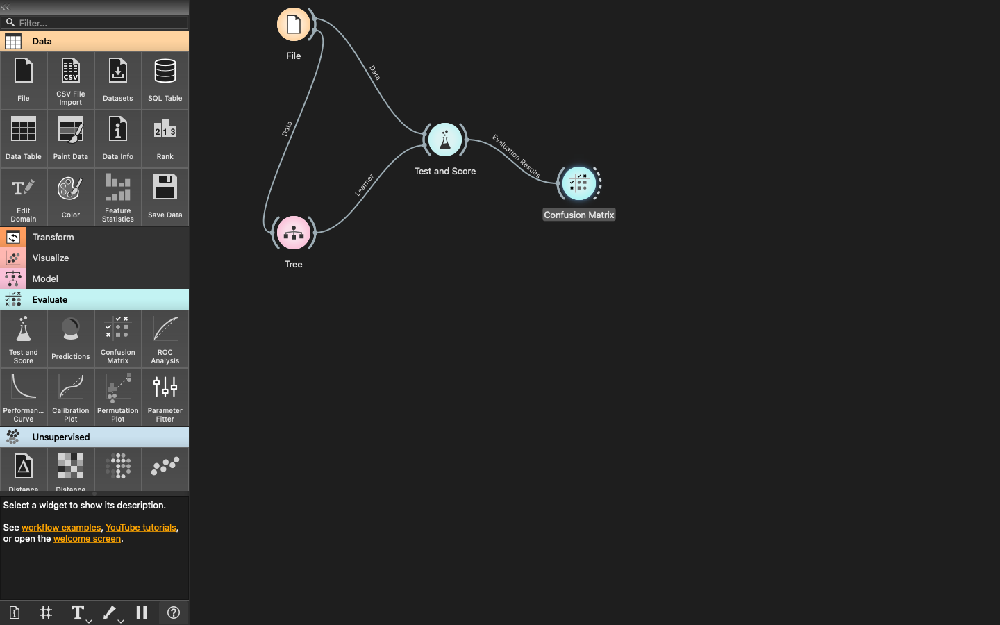 Filter...
Data
File
CSV File
Import
Datasets
SQL Table
Data Table
Paint Data
Data Info
Rank
Edit
Domain
Color
Feature
Statistics
Save Data
Transform
Visualize
Model
Evaluate
Test and
Score
Predictions
Confusion
Matrix
ROC
Analysis
Performan...
Curve
Calibration
Plot
Permutation
Plot
Parameter
Fitter
Unsupervised
Distance
Distance
Select a widget to show its description.
See workflow examples, YouTube tutorials,
or open the welcome screen.
File
Data
Data
Test and Score
Learner
Evaluation Results
Confusion Matrix
Tree